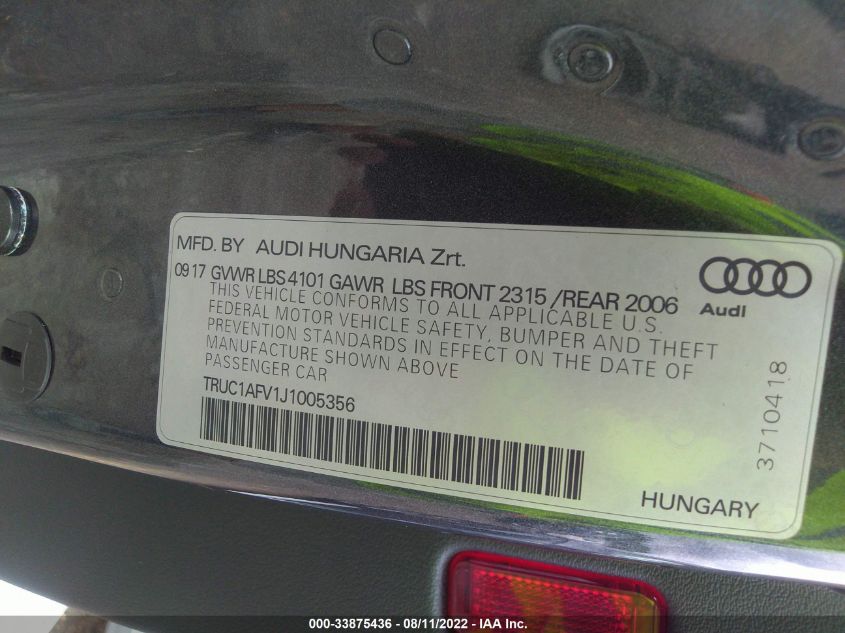 MFD. BY AUDI HUNGARIA Zrt.
09 17 GVWR LBS 4101 GAWR LBS FRONT 2315 /REAR 2006
THIS VEHICLE CONFORMS TO ALL APPLICABLE U.S.
FEDERAL MOTOR VEHICLE SAFETY, BUMPER AND THEFT
PREVENTION STANDARDS IN EFFECT ON THE DATE OF
MANUFACTURE SHOWN ABOVE
PASSENGER CAR
TRUC1AFV1J1005356
Audi
3710418
HUNGARY
000-33875436 - 08/11/2022 - IAA Inc.